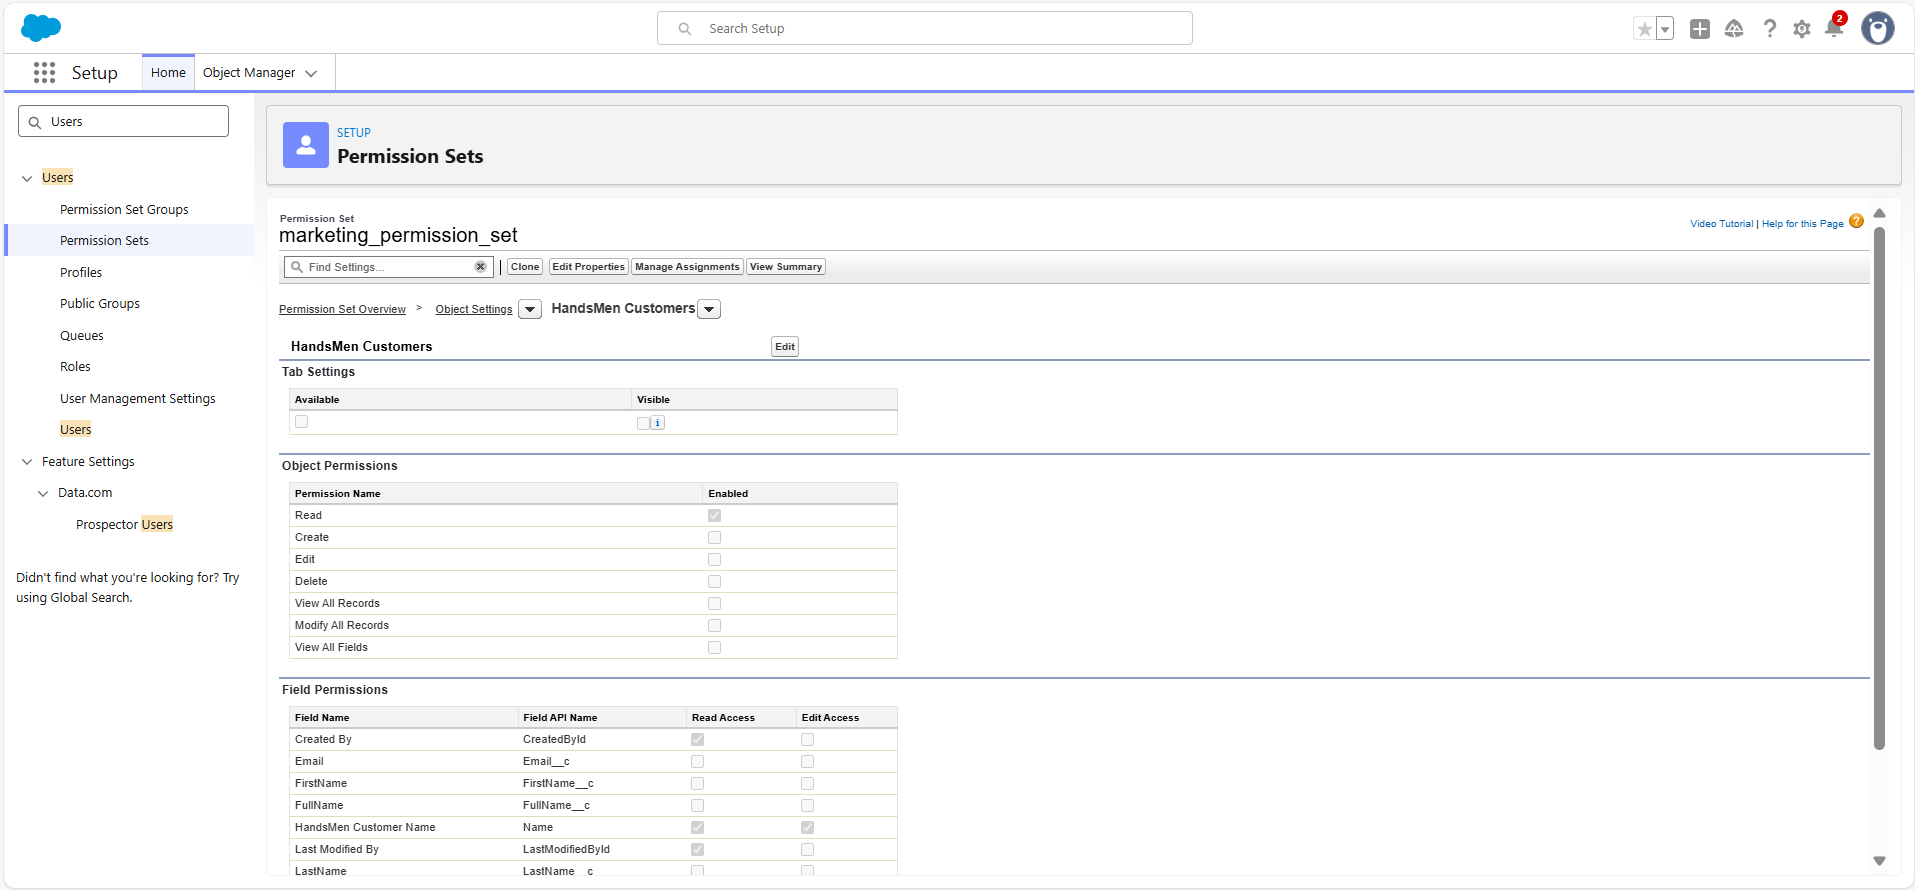 Search Setup
2
Setup
Home
Object Manager
Users
Users
Permission Set Groups
Permission Sets
Profiles
Public Groups
Queues
Roles
User Management Settings
Users
Feature Settings
Data.com
Prospector Users
Didn't find what you're looking for? Try
using Global Search.
SETUP
Permission Sets
Permission Set
marketing_permission_set
Video Tutorial | Help for this Page ?
Find Settings... | Clone Edit Properties Manage Assignments View Summary
Permission Set Overview > Object Settings HandsMen Customers
HandsMen Customers Edit
Tab Settings
Available Visible
i
Object Permissions
Permission Name Enabled
Read
Create
Edit
Delete
View All Records
Modify All Records
View All Fields
Field Permissions
Field Name Field API Name Read Access Edit Access
Created By CreatedById
Email Email__c
FirstName FirstName__c
FullName FullName__c
HandsMen Customer Name Name
Last Modified By LastModifiedById
LastName LastName__c